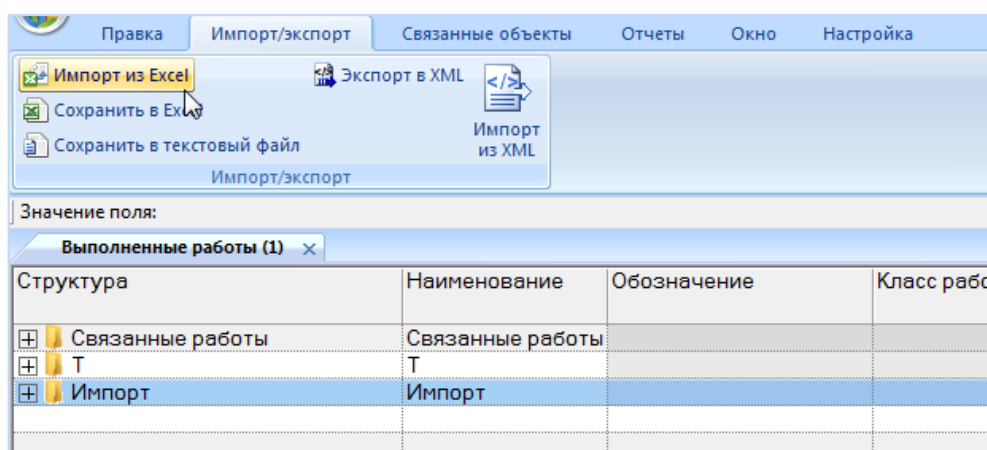 Правка Импорт/экспорт Связанные объекты Отчеты Окно Настройка
Импорт из Excel Экспорт в XML
Сохранить в Ex
Сохранить в текстовый файл
Импорт
из XML
Импорт/экспорт
Значение поля:
Выполненные работы (1)
Структура Наименование Обозначение Класс рабо
Связанные работы Связанные работы
Т Т
Импорт Импорт